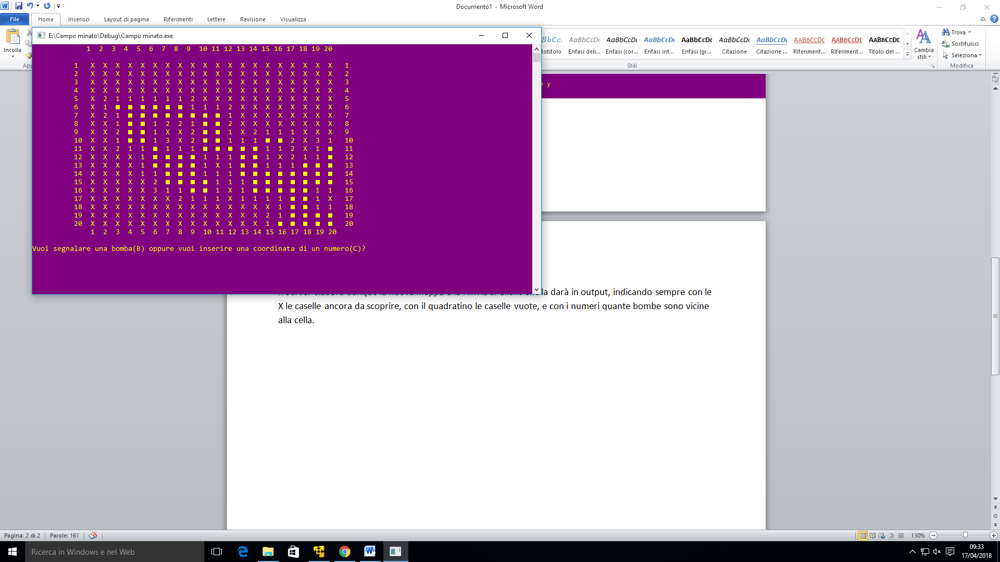 Documento1 - Microsoft Word
File Home Inserisci Layout di pagina Riferimenti Lettere Revisione Visualizza
E:\Campo minato\Debug\Campo minato.exe
Incolla
AaBbCcDc AaBbCcDc AaBbCcDc AaBbCcDc AaBbCcDc AaBbCcDc AABBCCDE AABBCCDE AABBCCDE
Enfasi deli... Enfasi (cor... Enfasi int... Enfasi (gr... Citazione Citazione ... Riferiment... Riferiment... Titolo del ...
Cambia
stili
Trova
Sostituisci
Seleziona
Stili
Modifica
1 2 3 4 5 6 7 8 9 10 11 12 13 14 15 16 17 18 19 20
1 X X X X X X X X X X X X X X X X X X X X 1
2 X X X X X X X X X X X X X X X X X X X X 2
3 X X X X X X X X X X X X X X X X X X X X 3
4 X X X X X X X X X X X X X X X X X X X X 4
5 X 2 1 1 1 1 1 1 2 X X X X X X X X X X X 5
6 X 1 ■ ■ ■ ■ ■ ■ 1 1 1 2 X X X X X X X X 6
7 X 2 1 ■ ■ ■ ■ ■ ■ ■ ■ 1 X X X X X X X X 7
8 X X 1 ■ ■ 1 2 2 1 ■ ■ 2 X X X X X X X X 8
9 X X 2 ■ ■ 1 X X 2 ■ ■ 1 X 2 1 1 1 X X X 9
10 X X 1 ■ ■ 1 3 X 2 ■ ■ 1 1 1 ■ ■ 2 X 3 1 10
11 X X 2 1 1 ■ 1 1 1 ■ ■ ■ ■ ■ 1 1 2 X 1 ■ 11
12 X X X X 1 ■ ■ ■ ■ 1 1 1 ■ ■ 1 X 2 1 1 ■ 12
13 X X X X 1 ■ ■ ■ ■ 1 X 1 ■ ■ 1 1 1 ■ ■ ■ 13
14 X X X X 1 1 ■ ■ ■ 1 1 1 ■ ■ ■ ■ ■ ■ ■ ■ 14
15 X X X X X 2 ■ ■ ■ ■ 1 1 1 ■ ■ ■ ■ ■ ■ ■ 15
16 X X X X X 3 1 1 ■ ■ 1 X 1 ■ ■ ■ ■ ■ 1 1 16
17 X X X X X X X 2 1 1 1 X 1 1 1 1 ■ ■ 1 X 17
18 X X X X X X X X X X X X X X X 1 ■ ■ 1 1 18
19 X X X X X X X X X X X X X X 2 1 ■ ■ ■ ■ 19
20 X X X X X X X X X X X X X X 1 ■ ■ ■ ■ ■ 20
1 2 3 4 5 6 7 8 9 10 11 12 13 14 15 16 17 18 19 20
Vuoi segnalare una bomba(B) oppure vuoi inserire una coordinata di un numero(C)?
y
la darà in output, indicando sempre con le
X le caselle ancora da scoprire, con il quadratino le caselle vuote, e con i numeri quante bombe sono vicine
alla cella.
Pagina: 2 di 2 Parole: 161
130%
Ricerca in Windows e nel Web
09:33
17/04/2018